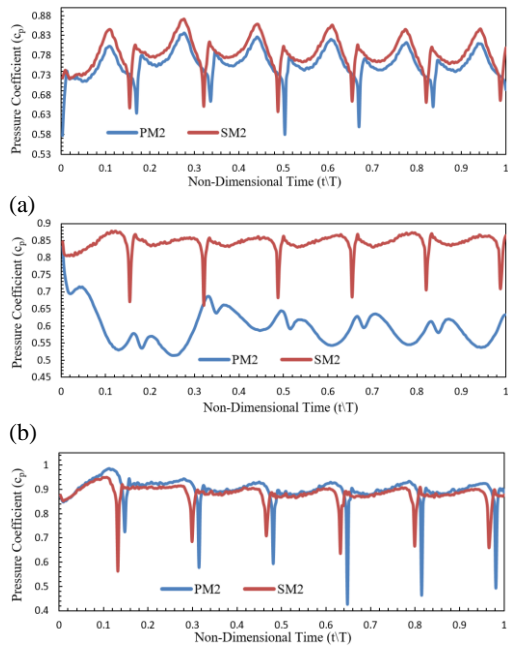 0.88
0.83
0.78
0.73
0.68
0.63
0.58
0.53
Pressure Coefficient (cp)
PM2 SM2
0 0.1 0.2 0.3 0.4 0.5 0.6 0.7 0.8 0.9 1
Non-Dimensional Time (t\T)
(a)
0.9
0.85
0.8
0.75
0.7
0.65
0.6
0.55
0.5
0.45
Pressure Coefficient (cp)
PM2 SM2
0 0.1 0.2 0.3 0.4 0.5 0.6 0.7 0.8 0.9 1
Non-Dimensional Time (t\T)
(b)
1
0.9
0.8
0.7
0.6
0.5
0.4
Pressure Coefficient (cp)
PM2 SM2
0 0.1 0.2 0.3 0.4 0.5 0.6 0.7 0.8 0.9 1
Non-Dimensional Time (t\T)